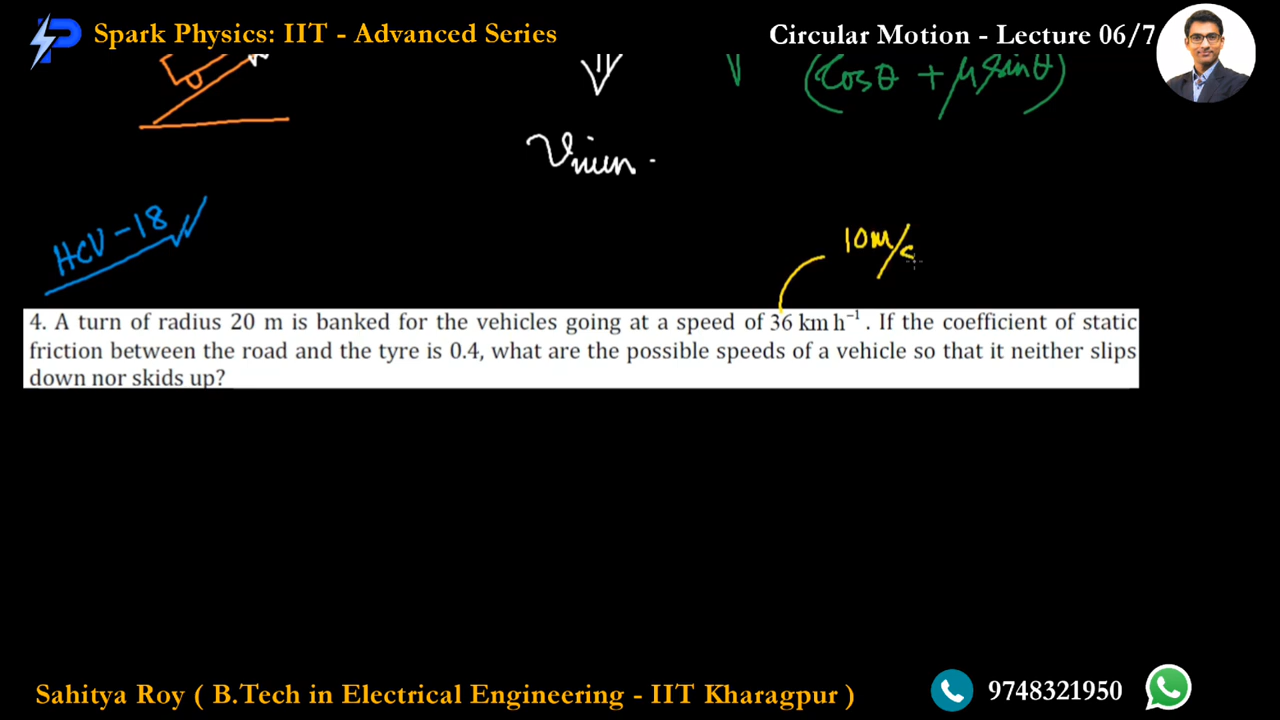 Spark Physics: IIT - Advanced Series
Circular Motion - Lecture 06/7
(cosθ + μ sinθ)
Vmin.
HCV-18
10m/s
4. A turn of radius 20 m is banked for the vehicles going at a speed of 36 km h⁻¹. If the coefficient of static
friction between the road and the tyre is 0.4, what are the possible speeds of a vehicle so that it neither slips
down nor skids up?
Sahitya Roy ( B.Tech in Electrical Engineering - IIT Kharagpur )
9748321950